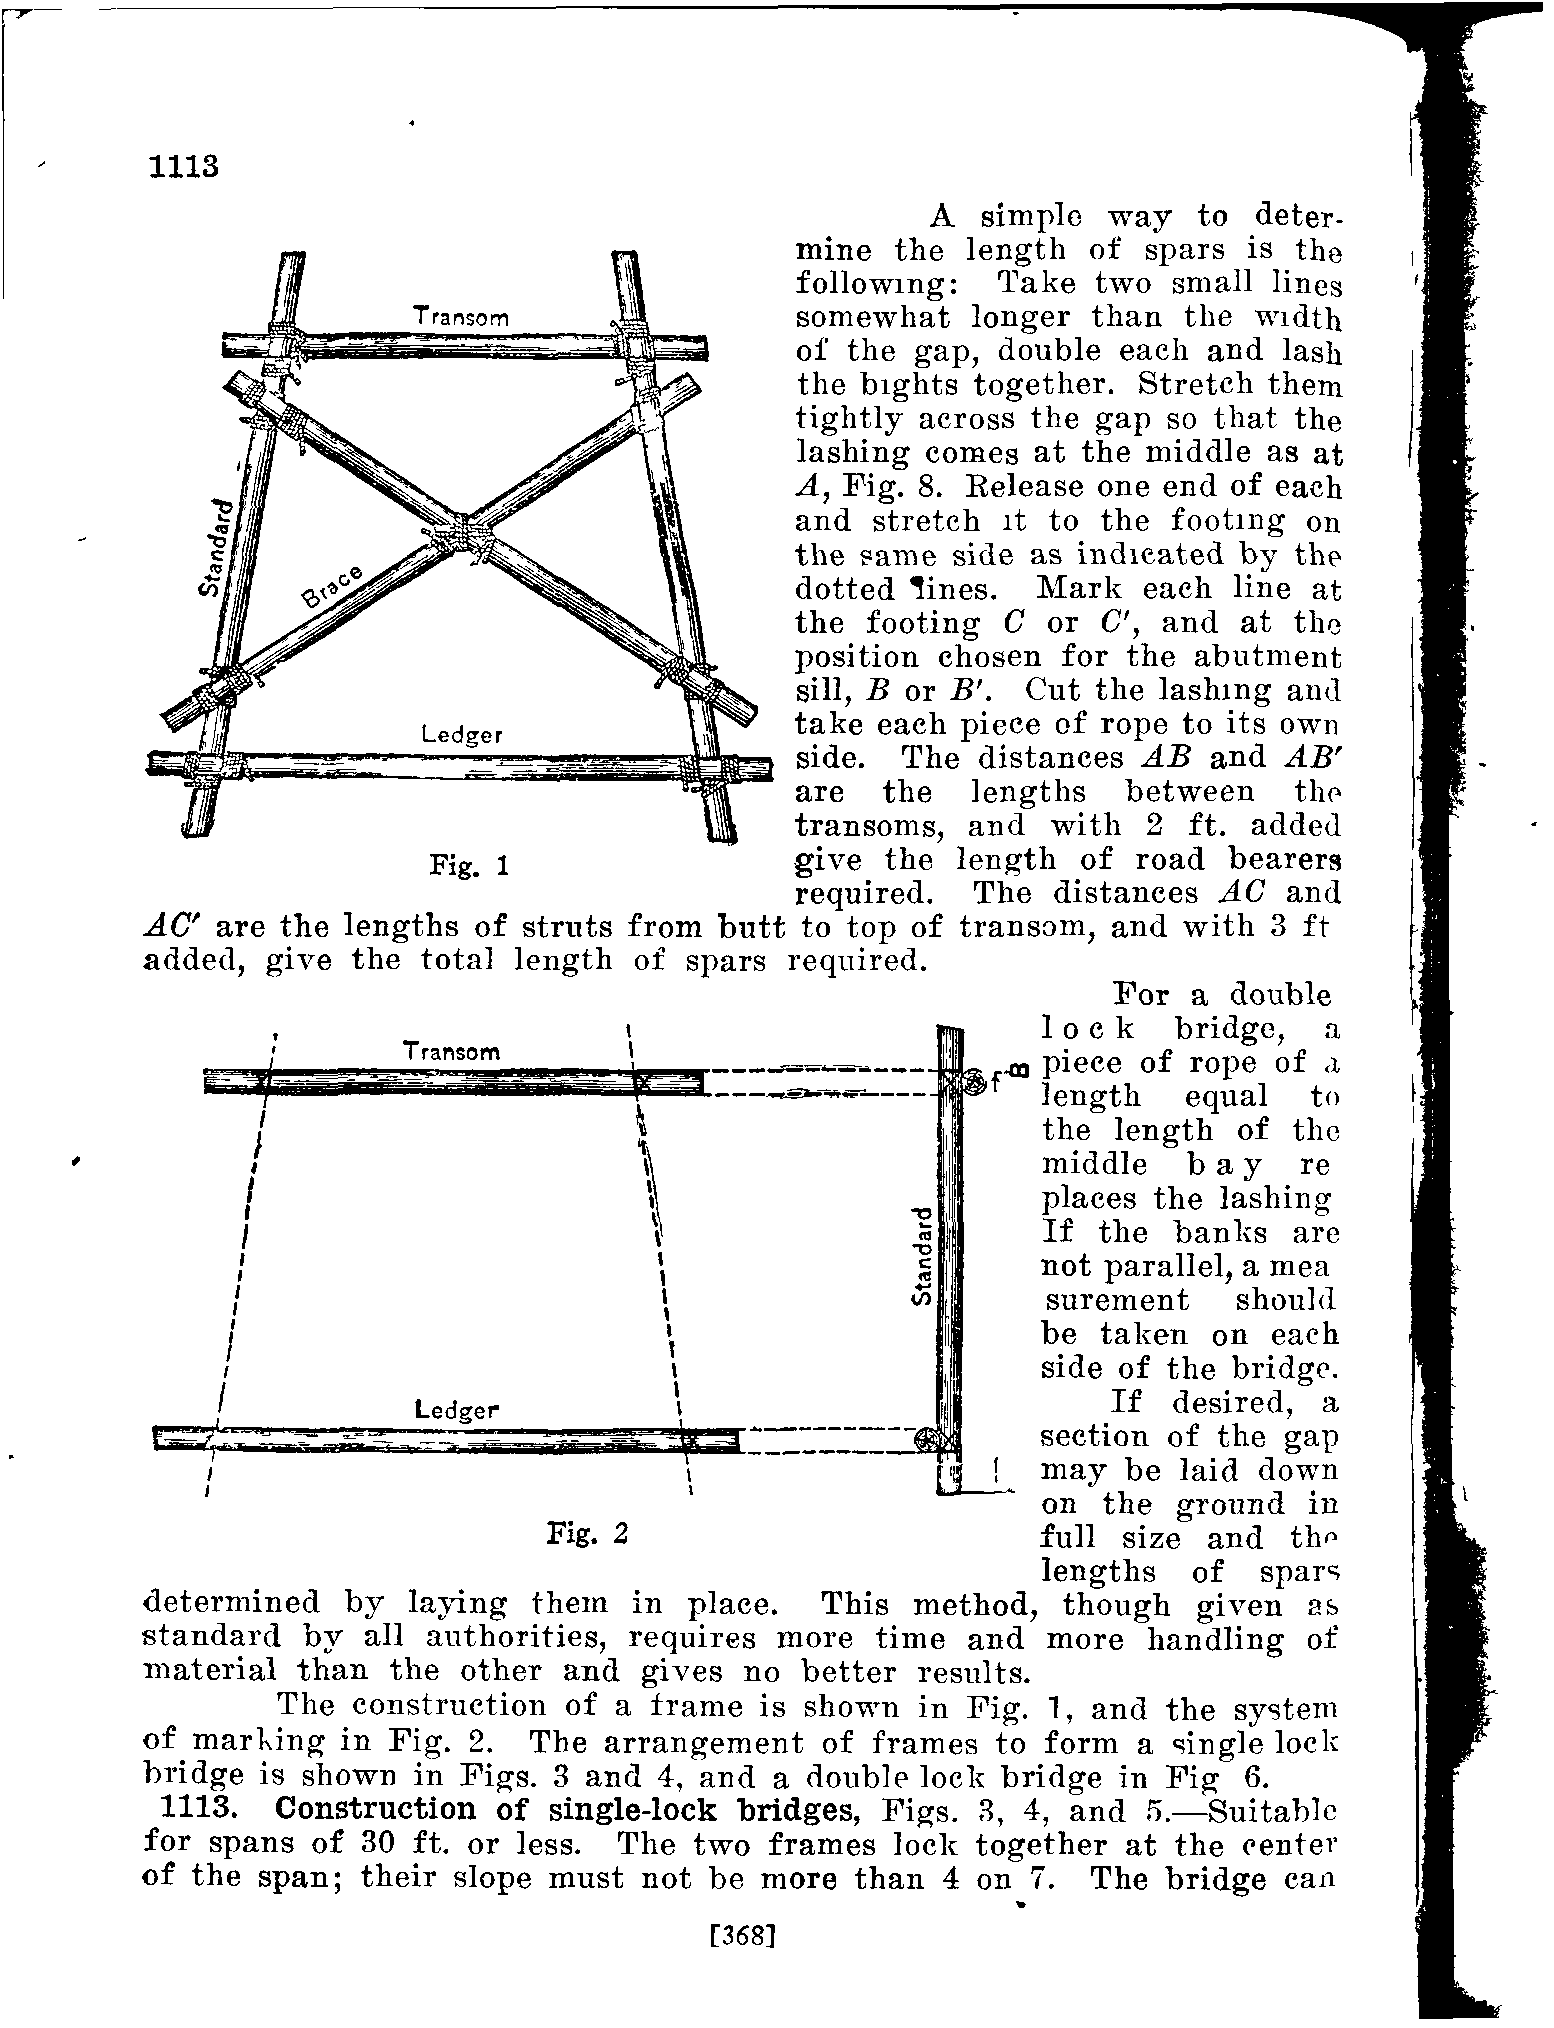 1113
Transom
Standard
Brace
Ledger
Fig. 1
A simple way to deter-
mine the length of spars is the
following: Take two small lines
somewhat longer than the width
of the gap, double each and lash
the bights together. Stretch them
tightly across the gap so that the
lashing comes at the middle as at
A, Fig. 8. Release one end of each
and stretch it to the footing on
the same side as indicated by the
dotted lines. Mark each line at
the footing C or C', and at the
position chosen for the abutment
sill, B or B'. Cut the lashing and
take each piece of rope to its own
side. The distances AB and AB'
are the lengths between the
transoms, and with 2 ft. added
give the length of road bearers
required. The distances AC and
AC' are the lengths of struts from butt to top of transom, and with 3 ft
added, give the total length of spars required.
Transom
Standard
Ledger
Fig. 2
For a double
lock bridge, a
piece of rope of a
length equal to
the length of the
middle bay re
places the lashing
If the banks are
not parallel, a mea
surement should
be taken on each
side of the bridge.
If desired, a
section of the gap
may be laid down
on the ground in
full size and the
lengths of spars
determined by laying them in place. This method, though given as
standard by all authorities, requires more time and more handling of
material than the other and gives no better results.
The construction of a frame is shown in Fig. 1, and the system
of marking in Fig. 2. The arrangement of frames to form a single lock
bridge is shown in Figs. 3 and 4, and a double lock bridge in Fig 6.
1113. Construction of single-lock bridges, Figs. 3, 4, and 5.—Suitable
for spans of 30 ft. or less. The two frames lock together at the center
of the span; their slope must not be more than 4 on 7. The bridge can
[368]